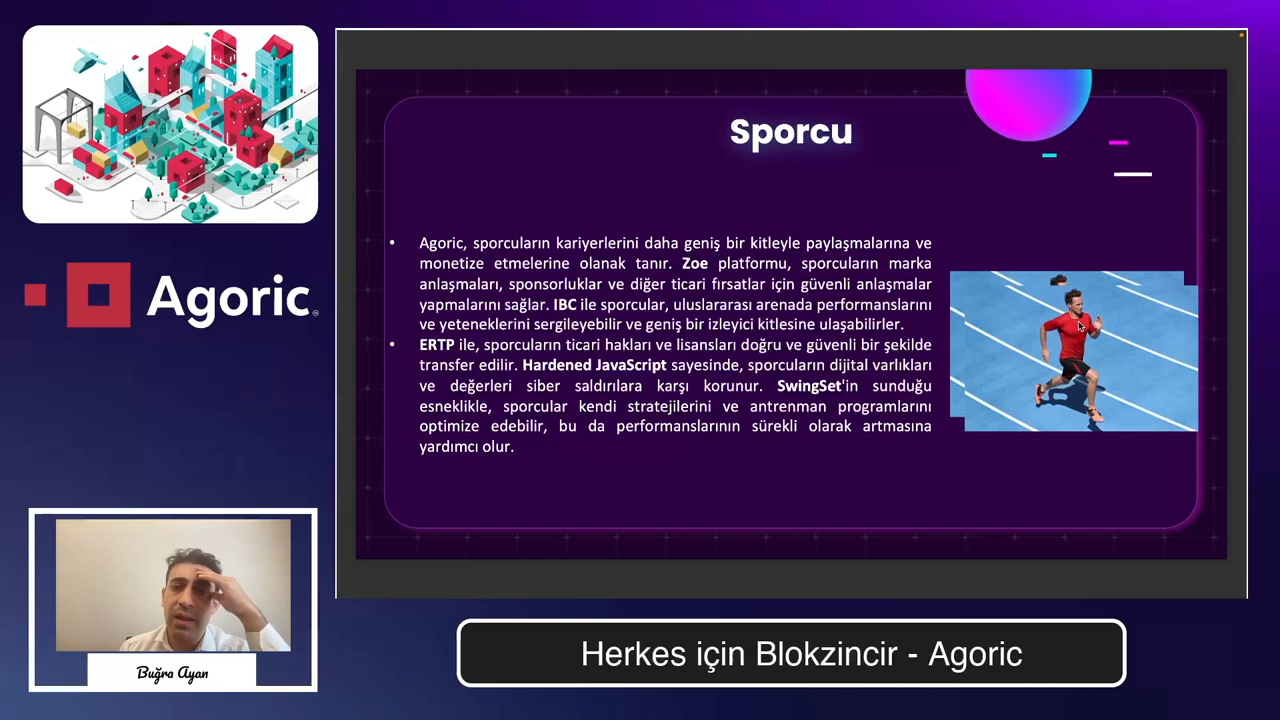 Sporcu
• Agoric, sporcuların kariyerlerini daha geniş bir kitleyle paylaşmalarına ve
monetize etmelerine olanak tanır. Zoe platformu, sporcuların marka
anlaşmaları, sponsorluklar ve diğer ticari fırsatlar için güvenli anlaşmalar
yapmalarını sağlar. IBC ile sporcular, uluslararası arenada performanslarını
ve yeteneklerini sergileyebilir ve geniş bir izleyici kitlesine ulaşabilirler.
• ERTP ile, sporcuların ticari hakları ve lisansları doğru ve güvenli bir şekilde
transfer edilir. Hardened JavaScript sayesinde, sporcuların dijital varlıkları
ve değerleri siber saldırılara karşı korunur. SwingSet'in sunduğu
esneklikle, sporcular kendi stratejilerini ve antrenman programlarını
optimize edebilir, bu da performanslarının sürekli olarak artmasına
yardımcı olur.
Agoric
Buğra Ayan
Herkes için Blokzincir - Agoric